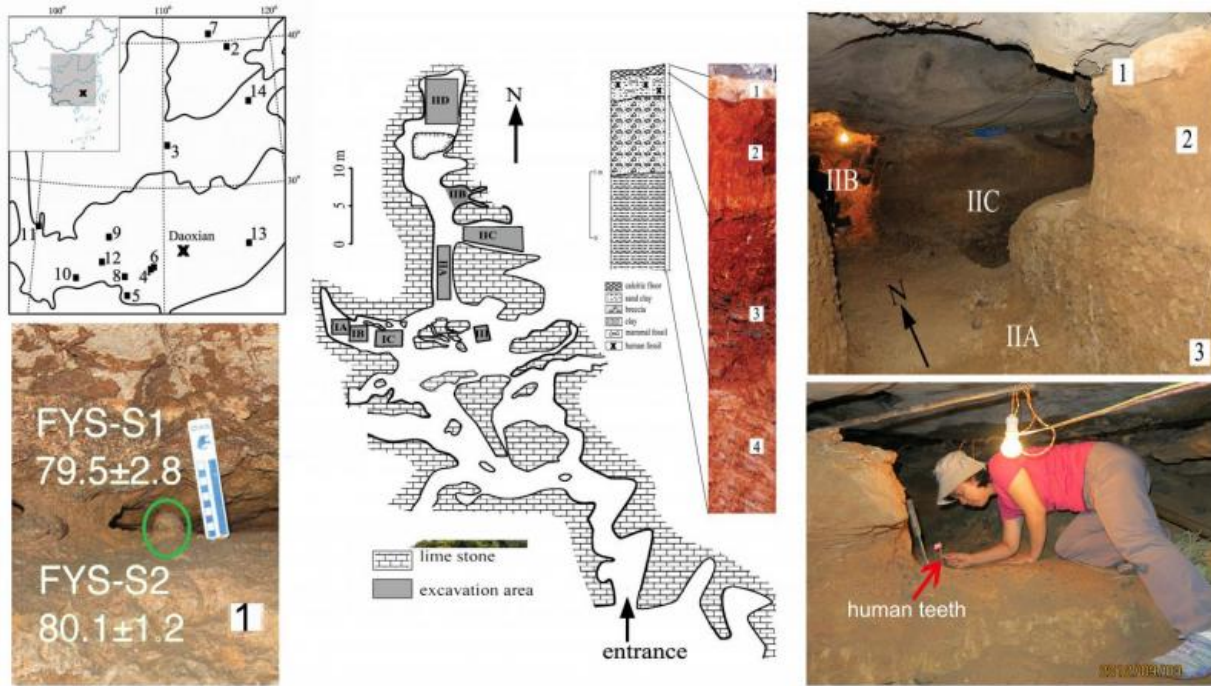 100°
110°
120°
40°
30°
7
2
14
3
11
9
12
10
8
6
4
5
Daoxian
13
FYS-S1
79.5±2.8
FYS-S2
80.1±1.2
1
N
10 m
5
0
IID
IIB
IIC
IIA
IA
IB
IC
lime stone
excavation area
entrance
calcitic floor
sand clay
breccia
clay
mammal fossil
human fossil
1
2
3
4
1
2
IIB
IIC
N
IIA
3
human teeth